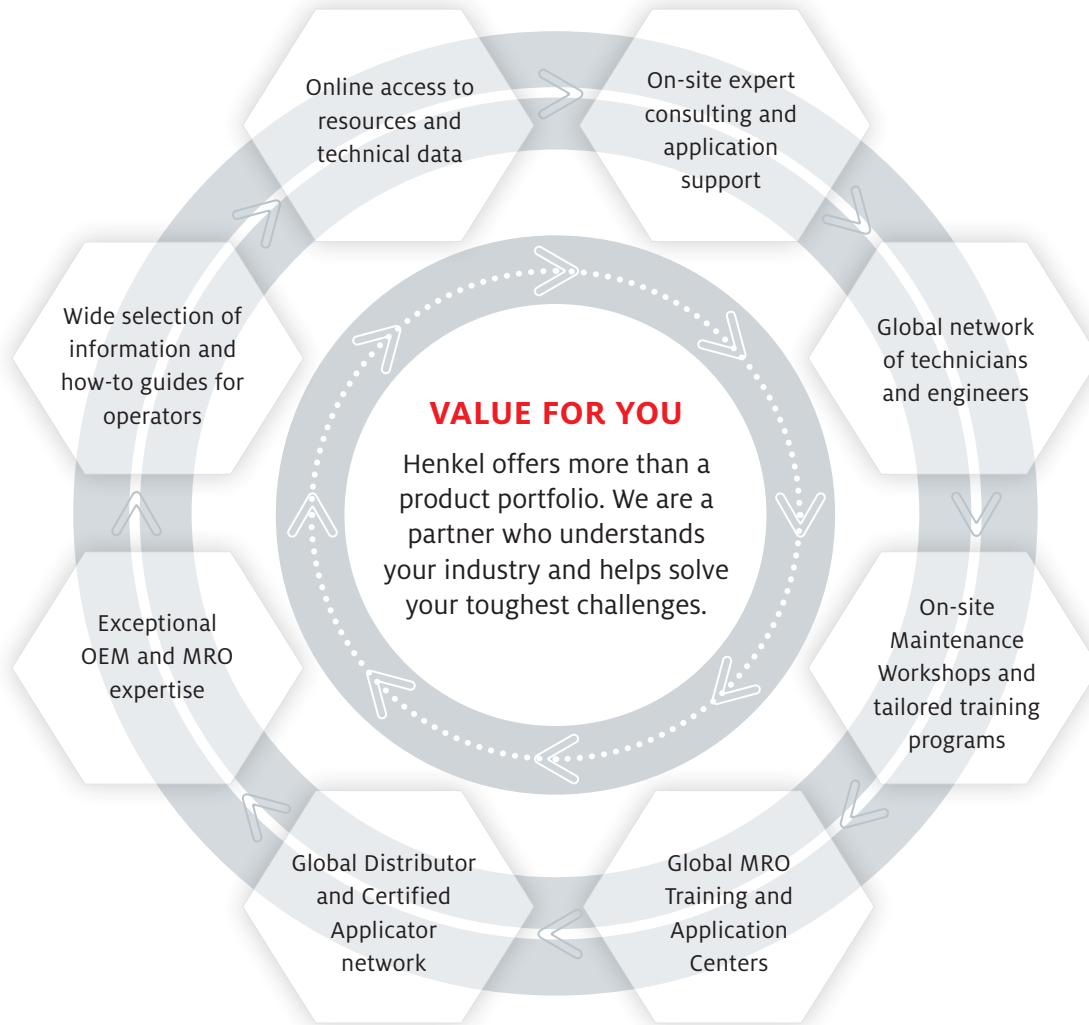 Online access to
resources and
technical data
On-site expert
consulting and
application
support
Global network
of technicians
and engineers
On-site
Maintenance
Workshops and
tailored training
programs
Global MRO
Training and
Application
Centers
Global Distributor
and Certified
Applicator
network
Exceptional
OEM and MRO
expertise
Wide selection of
information and
how-to guides for
operators
VALUE FOR YOU
Henkel offers more than a
product portfolio. We are a
partner who understands
your industry and helps solve
your toughest challenges.